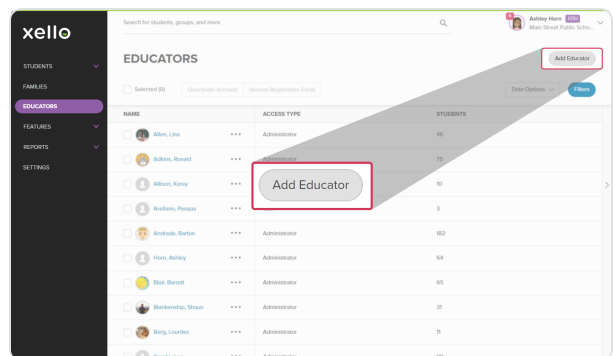 xello
Search for students, groups, and more
4
Ashley Horn
Main Street Public Scho...
STUDENTS
FAMILIES
EDUCATORS
FEATURES
REPORTS
SETTINGS
EDUCATORS
Add Educator
Selected (0) Deactivate Account Resend Registration Email
Data Options Filters
NAME ACCESS TYPE STUDENTS
Allen, Lina ••• Administrator 46
Adkins, Ronald ••• Administrator 75
Allison, Korey ••• 10
Add Educator
Arellano, Pasqua ••• 3
Andrade, Barton ••• Administrator 182
Horn, Ashley ••• Administrator 64
Blair, Barrett ••• Administrator 65
Blankenship, Shaun ••• Administrator 31
Berg, Lourdes ••• Administrator 11